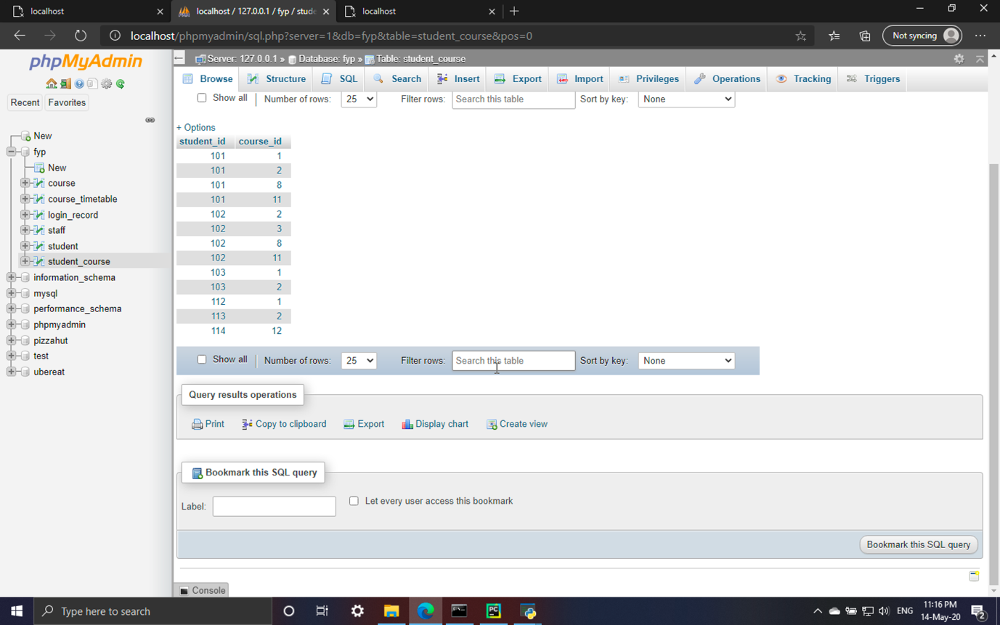 localhost
localhost / 127.0.0.1 / fyp / stude
localhost
localhost/phpmyadmin/sql.php?server=1&db=fyp&table=student_course&pos=0
Not syncing
phpMyAdmin
Recent
Favorites
New
fyp
New
course
course_timetable
login_record
staff
student
student_course
information_schema
mysql
performance_schema
phpmyadmin
pizzahut
test
ubereat
Server: 127.0.0.1 » Database: fyp » Table: student_course
Browse Structure SQL Search Insert Export Import Privileges Operations Tracking Triggers
Show all Number of rows: 25 Filter rows: Search this table Sort by key: None
+ Options
student_id course_id
101 1
101 2
101 8
101 11
102 2
102 3
102 8
102 11
103 1
103 2
112 1
113 2
114 12
Show all Number of rows: 25 Filter rows: Search this table Sort by key: None
Query results operations
Print Copy to clipboard Export Display chart Create view
Bookmark this SQL query
Label: Let every user access this bookmark
Bookmark this SQL query
Console
Type here to search
PC
ENG
11:16 PM
14-May-20
2